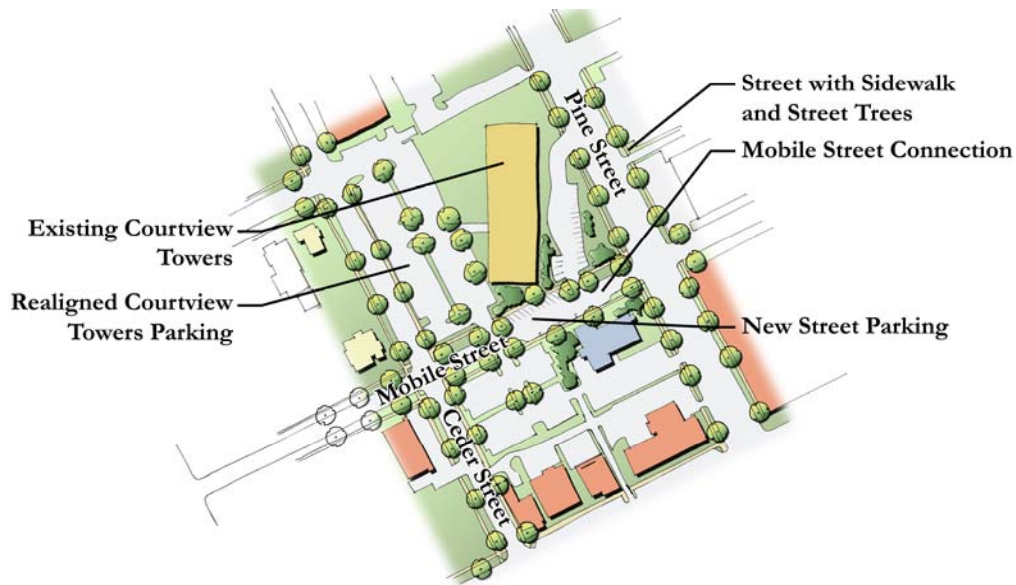 Street with Sidewalk
and Street Trees
Pine Street
Mobile Street Connection
Existing Courtview
Towers
Realigned Courtview
Towers Parking
New Street Parking
Mobile Street
Ceder Street